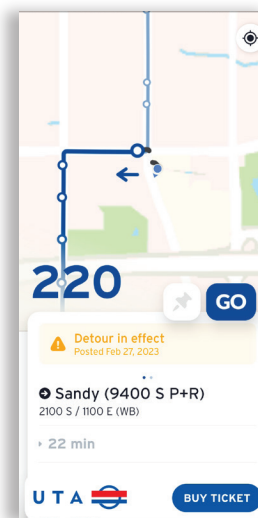 220
GO
Detour in effect
Posted Feb 27, 2023
Sandy (9400 S P+R)
2100 S / 1100 E (WB)
22 min
UTA
BUY TICKET